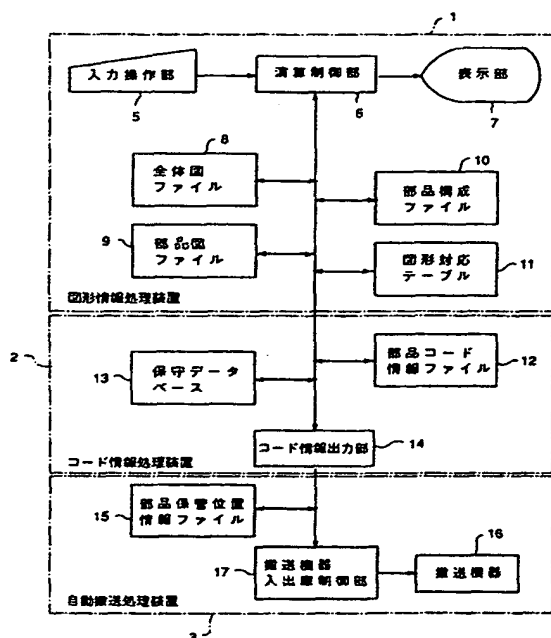 1
入力操作部
演算制御部
表示部
5
6
7
8
全体図
ファイル
10
部品構成
ファイル
9
部品図
ファイル
図形対応
テーブル
11
図形情報処理装置
2
13
保守データ
ベース
部品コード
情報ファイル
12
コード情報出力部
14
コード情報処理装置
15
部品保管位置
情報ファイル
16
17
搬送機器
入出庫制御部
搬送機器
自動搬送処理装置
3